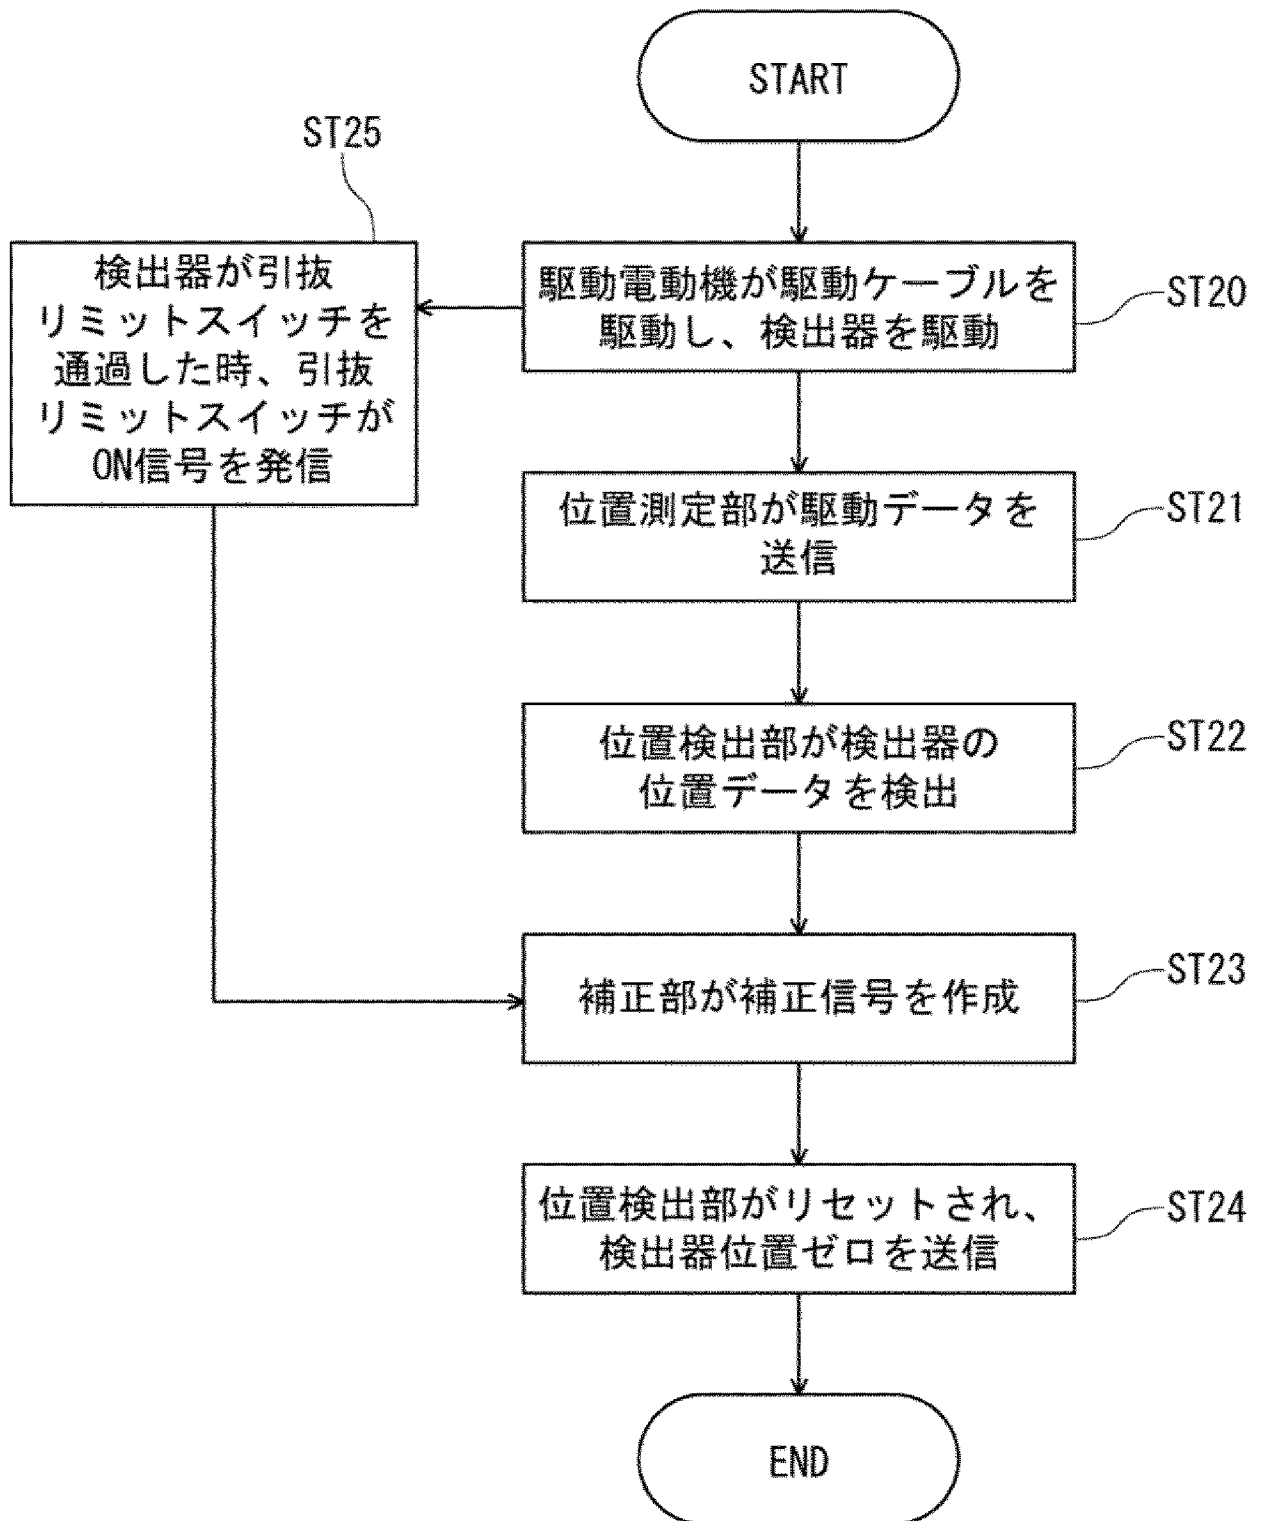 START
ST25
検出器が引抜
リミットスイッチを
通過した時、引抜
リミットスイッチが
ON信号を発信
駆動電動機が駆動ケーブルを
駆動し、検出器を駆動
ST20
位置測定部が駆動データを
送信
ST21
位置検出部が検出器の
位置データを検出
ST22
補正部が補正信号を作成
ST23
位置検出部がリセットされ、
検出器位置ゼロを送信
ST24
END